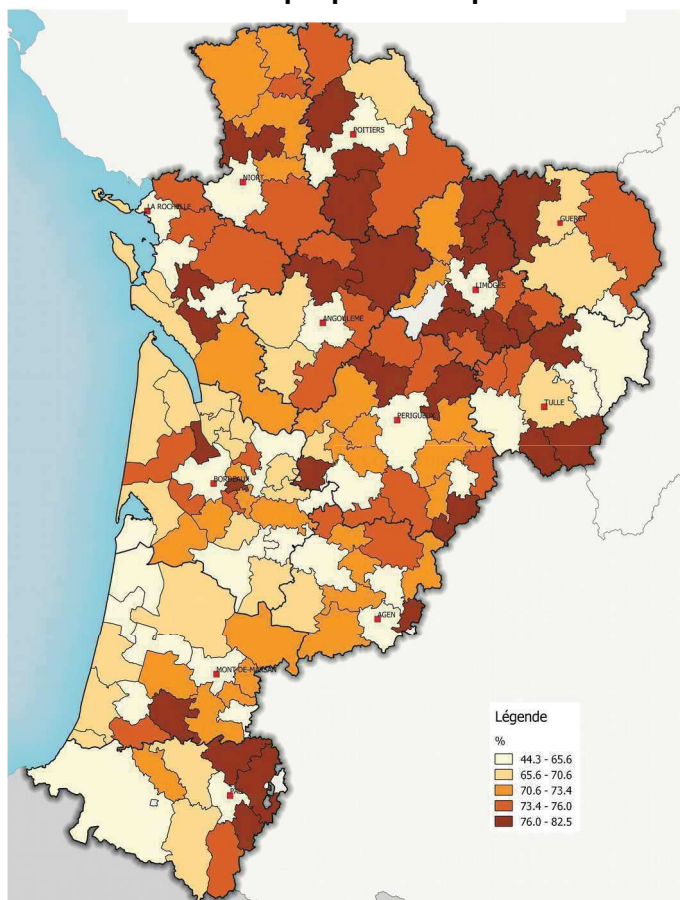 POITIERS
NIORT
LA ROCHELLE
GUERET
LIMOGES
ANGOULEME
TULLE
PERIGUEUX
BORDEAUX
AGEN
MONT-DE-MARSAN
Légende
%
44.3 - 65.6
65.6 - 70.6
70.6 - 73.4
73.4 - 76.0
76.0 - 82.5